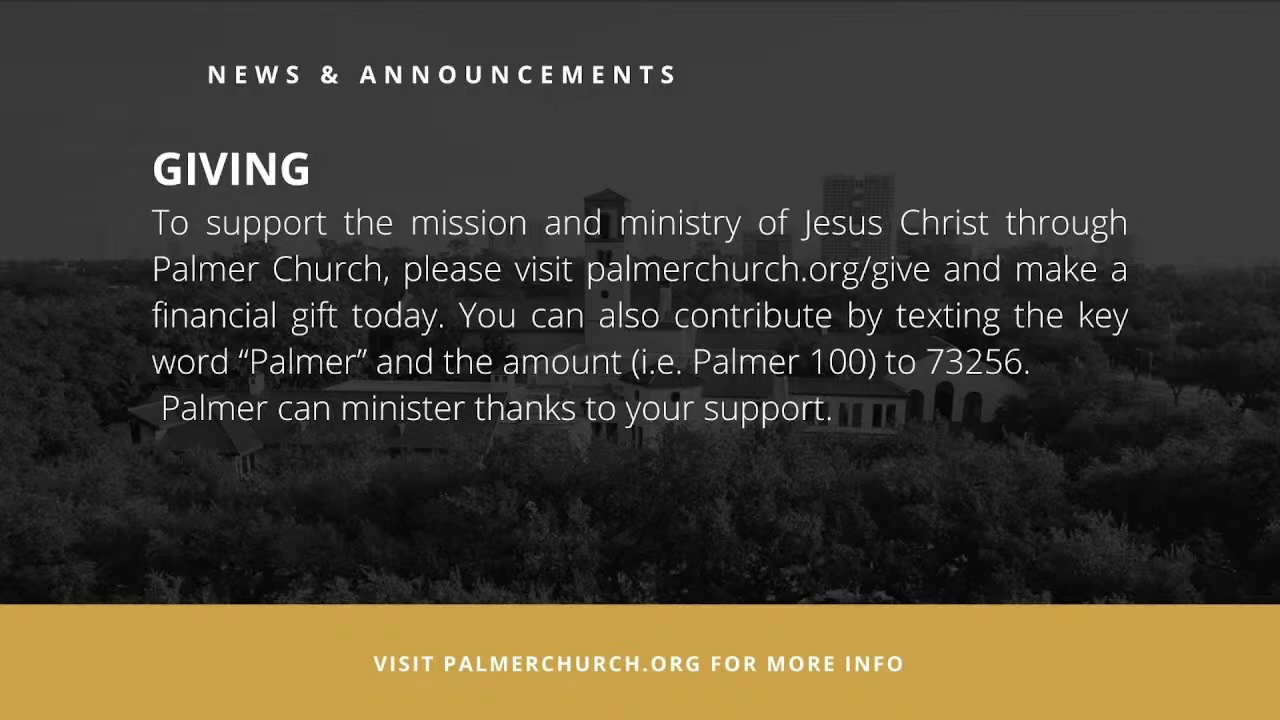 NEWS & ANNOUNCEMENTS
GIVING
To support the mission and ministry of Jesus Christ through
Palmer Church, please visit palmerchurch.org/give and make a
financial gift today. You can also contribute by texting the key
word “Palmer” and the amount (i.e. Palmer 100) to 73256.
Palmer can minister thanks to your support.
VISIT PALMERCHURCH.ORG FOR MORE INFO